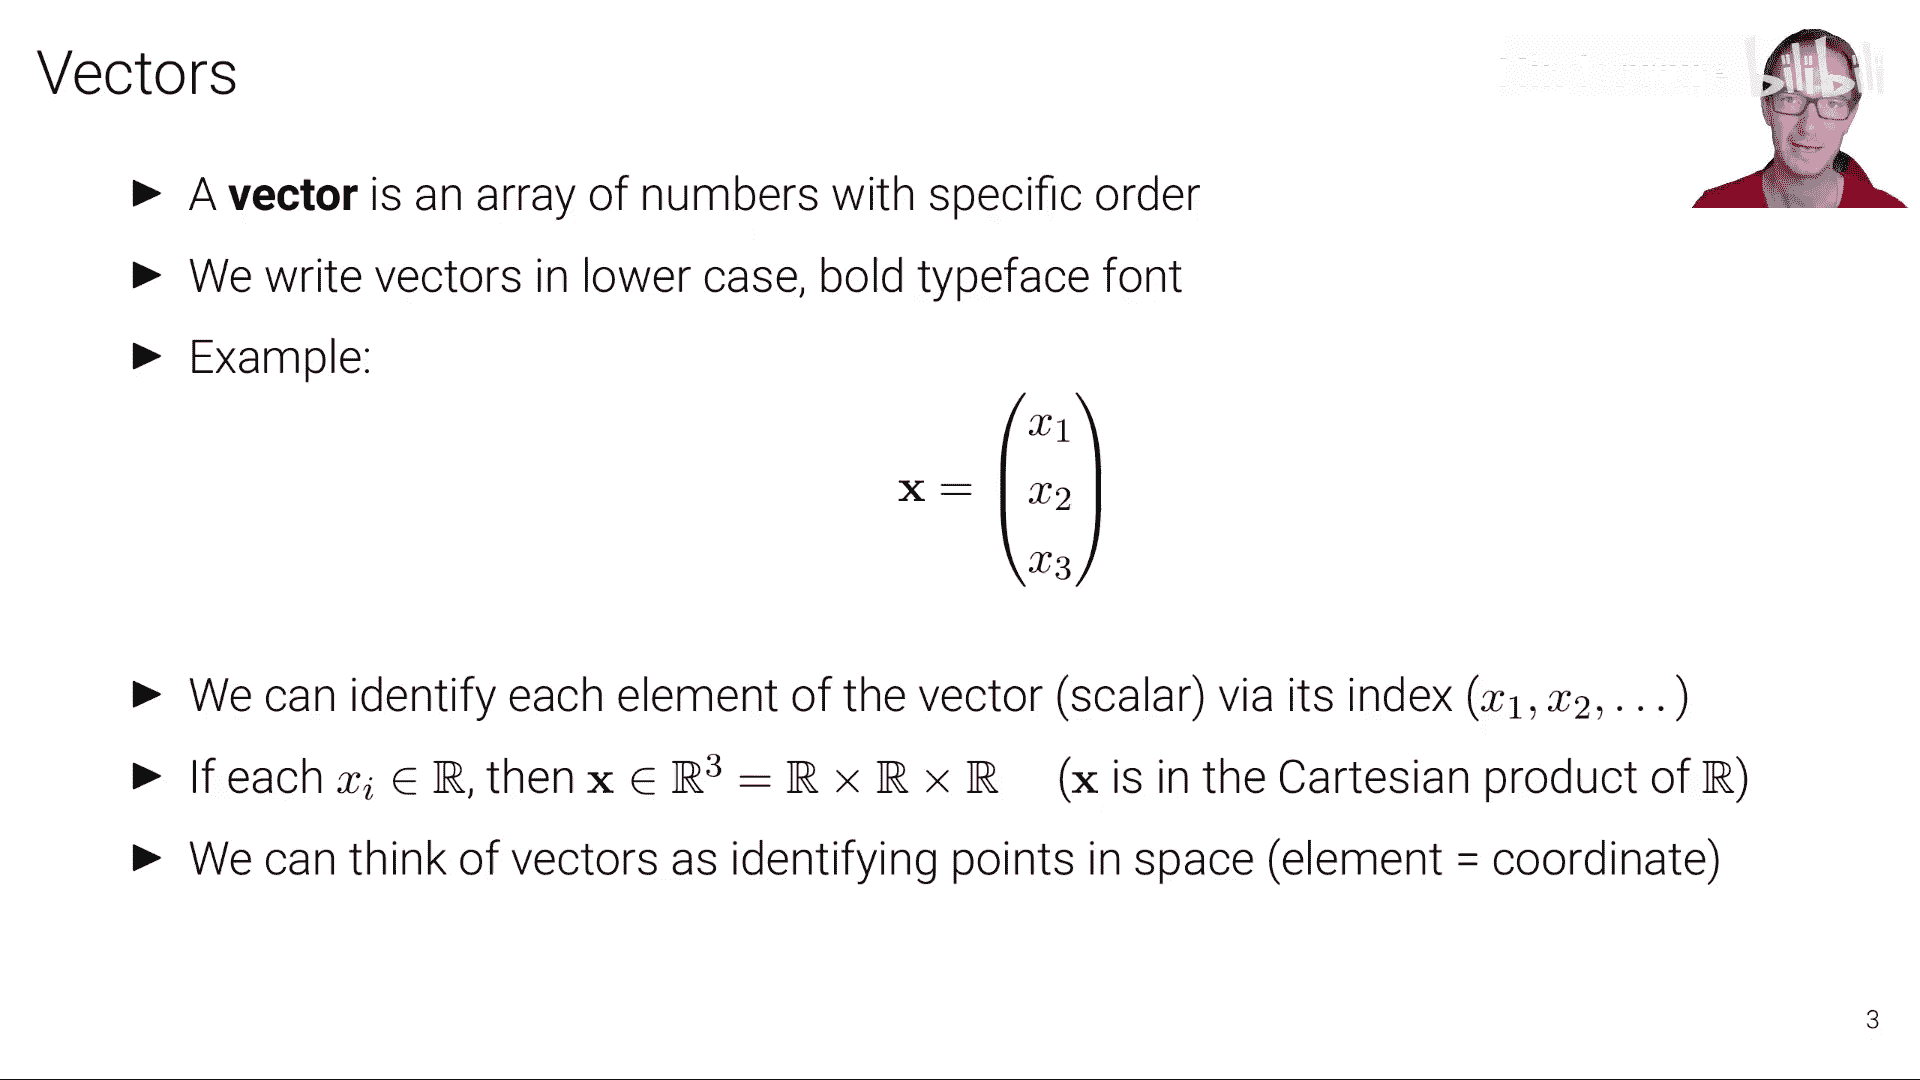 Vectors
bilibili
► A vector is an array of numbers with specific order
► We write vectors in lower case, bold typeface font
► Example:
x = (x₁ x₂ x₃)
► We can identify each element of the vector (scalar) via its index (x₁, x₂, . . . )
► If each xᵢ ∈ ℝ, then x ∈ ℝ³ = ℝ × ℝ × ℝ (x is in the Cartesian product of ℝ)
► We can think of vectors as identifying points in space (element = coordinate)
3